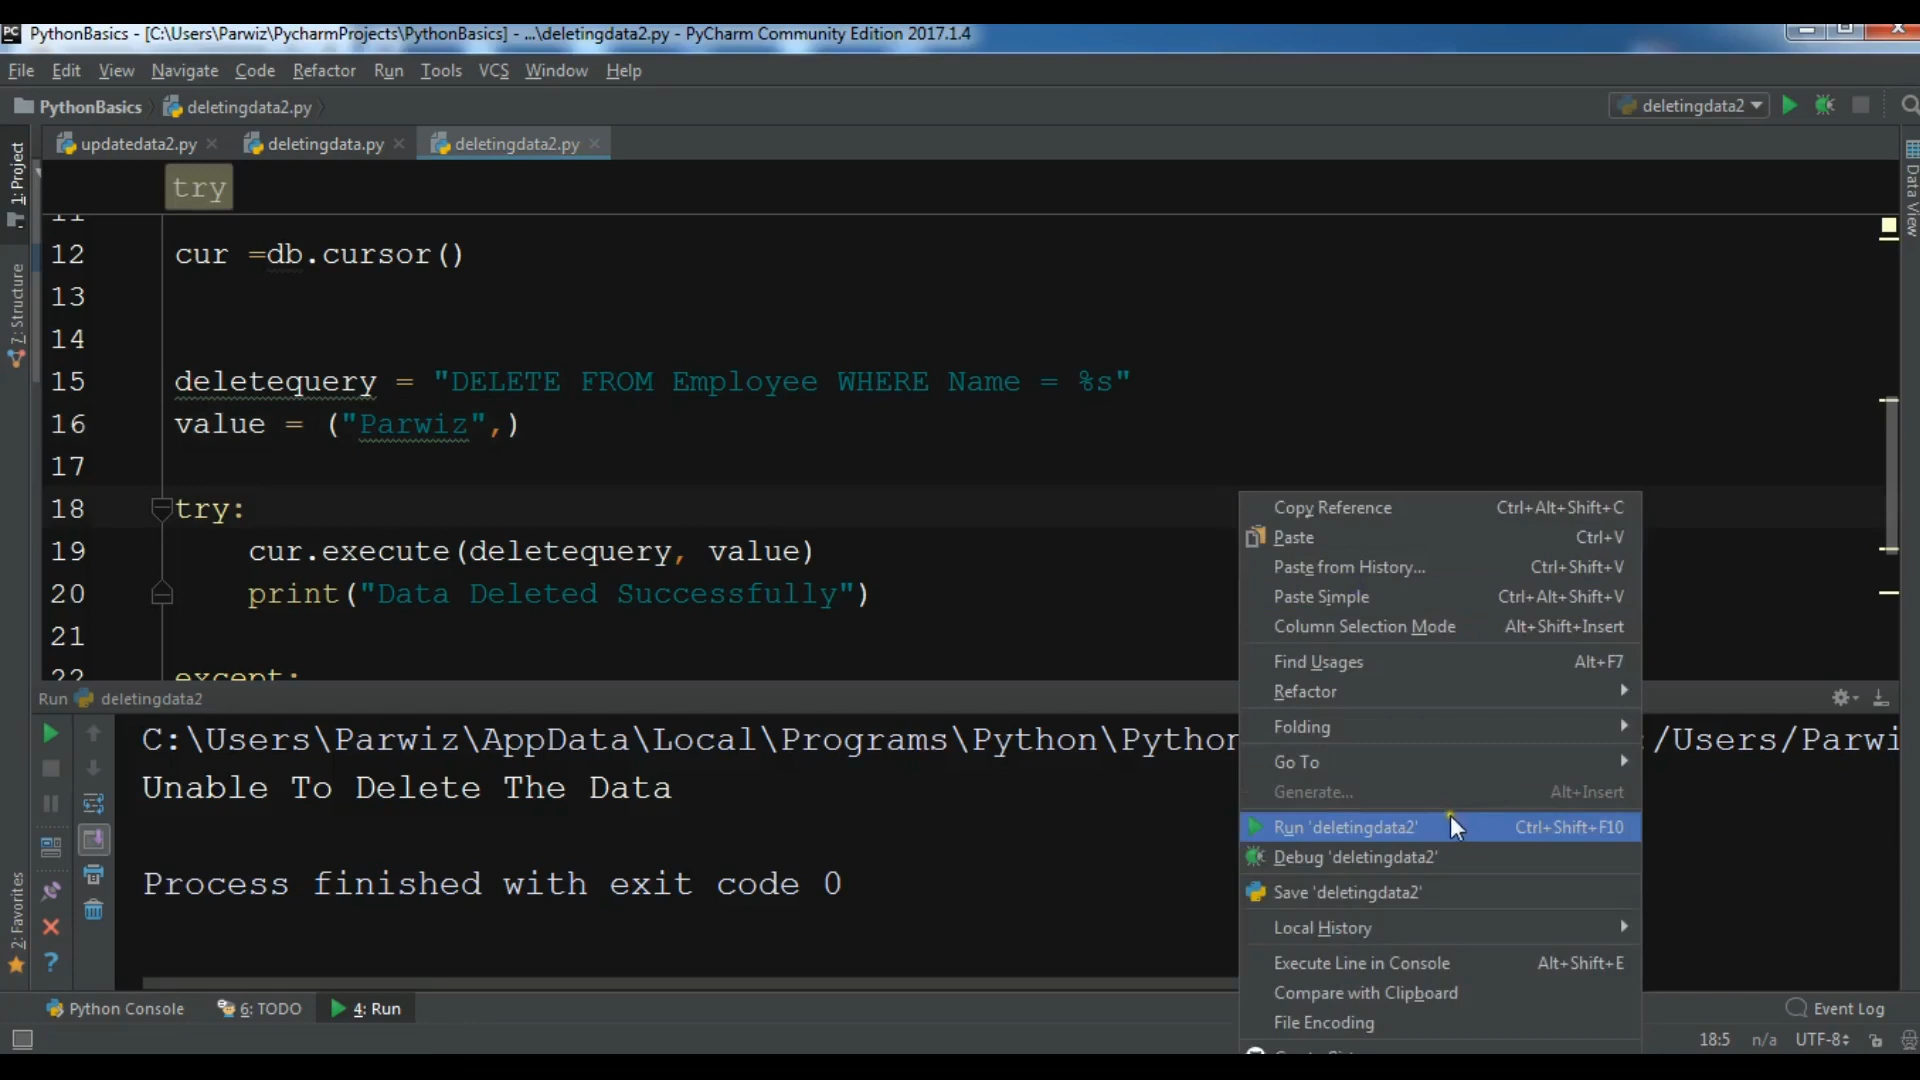 PC PythonBasics - [C:\Users\Parwiz\PycharmProjects\PythonBasics] - ...\deletingdata2.py - PyCharm Community Edition 2017.1.4
File Edit View Navigate Code Refactor Run Tools VCS Window Help
PythonBasics deletingdata2.py deletingdata2
updatedata2.py deletingdata.py deletingdata2.py
1: Project
7: Structure
2: Favorites
Data View
try
11
12 cur =db.cursor()
13
14
15 deletequery = "DELETE FROM Employee WHERE Name = %s"
16 value = ("Parwiz",)
17
18 try:
19 cur.execute(deletequery, value)
20 print("Data Deleted Successfully")
21
22 except:
Copy Reference Ctrl+Alt+Shift+C
Paste Ctrl+V
Paste from History... Ctrl+Shift+V
Paste Simple Ctrl+Alt+Shift+V
Column Selection Mode Alt+Shift+Insert
Find Usages Alt+F7
Refactor
Folding
Go To
Generate... Alt+Insert
Run 'deletingdata2' Ctrl+Shift+F10
Debug 'deletingdata2'
Save 'deletingdata2'
Local History
Execute Line in Console Alt+Shift+E
Compare with Clipboard
File Encoding
Run deletingdata2
C:\Users\Parwiz\AppData\Local\Programs\Python\Python :/Users/Parwi
Unable To Delete The Data
Process finished with exit code 0
Python Console 6: TODO 4: Run Event Log
18:5 n/a UTF-8